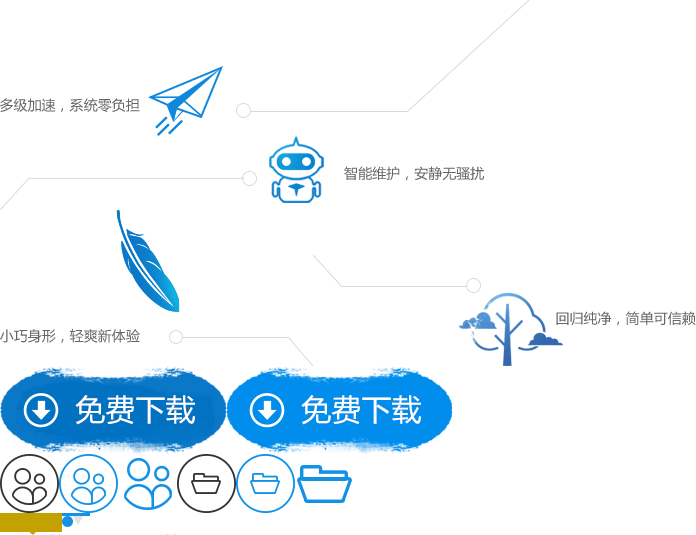 多级加速，系统零负担
智能维护，安静无骚扰
回归纯净，简单可信赖
小巧身形，轻爽新体验
免费下载
免费下载